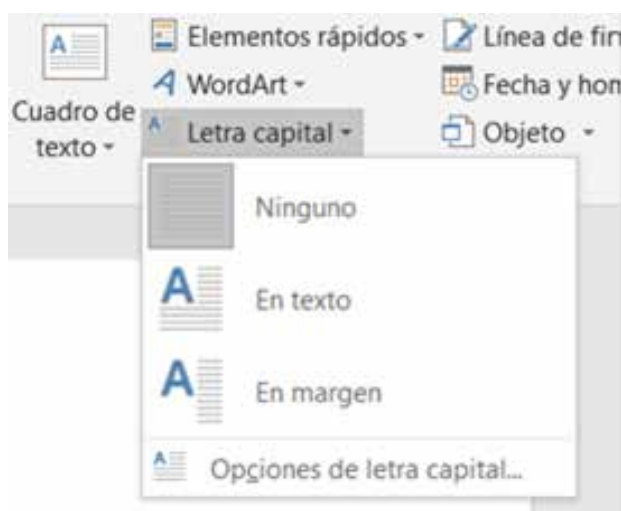 Elementos rápidos
Línea de fir
WordArt
Fecha y hor
Cuadro de
texto
Letra capital
Objeto
Ninguno
En texto
En margen
Opciones de letra capital...